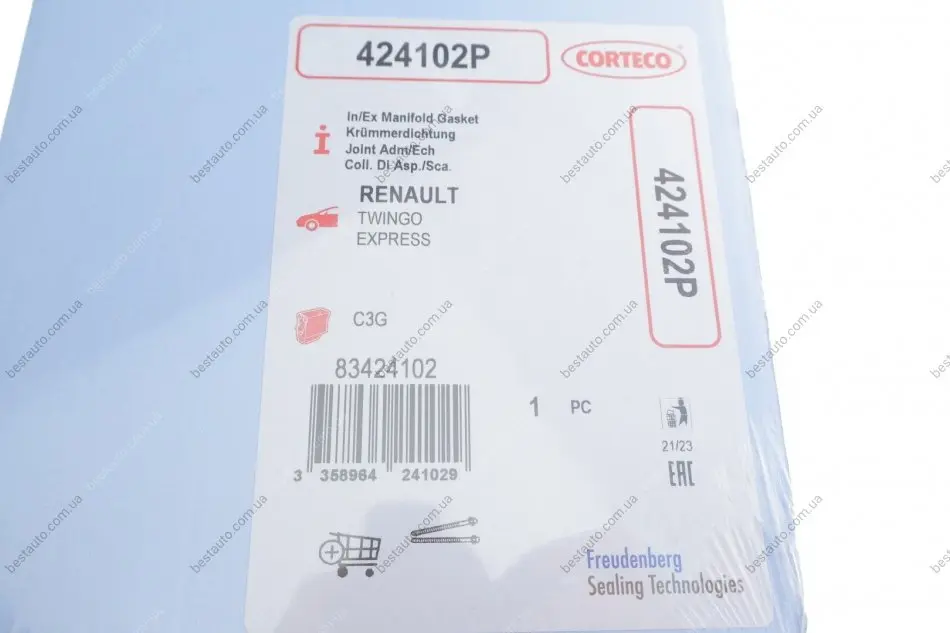 424102P
CORTECO
In/Ex Manifold Gasket
Krümmerdichtung
Joint Adm/Ech
Coll. Di Asp./Sca.
RENAULT
TWINGO
EXPRESS
424102P
C3G
83424102
1 PC
3 358964 241029
21/23
EAC
Freudenberg
Sealing Technologies
bestauto.com.ua